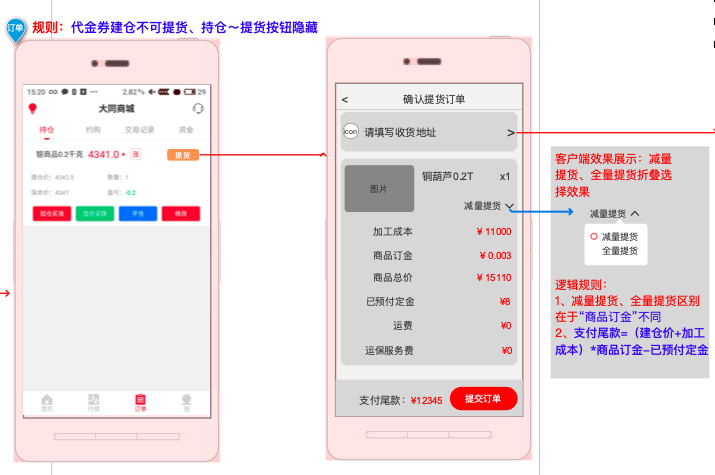 订单
规则：代金券建仓不可提货、持仓～提货按钮隐藏
15:20
2.82%
29
大同商城
持仓
约购
交易记录
资金
银商品0.2千克 4341.0
涨
提货
建仓价：4342.0
数量：1
保本价：4347
盈亏：-0.2
加仓买涨
平仓
修改
首页
行情
订单
我
<
确认提货订单
icon
请填写收货地址
>
图片
铜葫芦0.2T x1
减量提货
加工成本 ¥ 11000
商品订金 ¥ 0.003
商品总价 ¥ 15110
已预付定金 ¥8
运费 ¥0
运保服务费 ¥0
支付尾款：¥12345
提交订单
客户端效果展示：减量
提货、全量提货折叠选
择效果
减量提货
减量提货
全量提货
逻辑规则：
1、减量提货、全量提货区别
在于“商品订金”不同
2、支付尾款=（建仓价+加工
成本）*商品订金-已预付定金